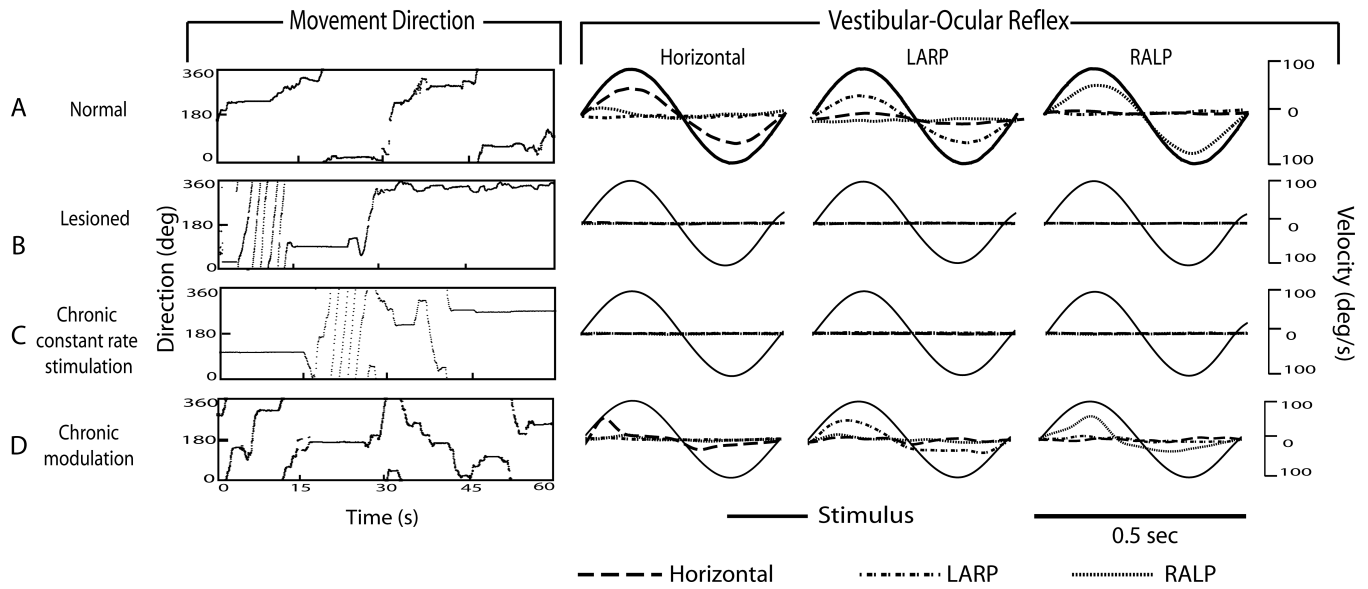 Movement Direction
Vestibular-Ocular Reflex
Horizontal
LARP
RALP
A
Normal
360
180
0
100
0
100
Lesioned
B
360
180
0
100
0
100
Chronic
constant rate
stimulation
C
360
180
0
100
0
100
D
Chronic
modulation
360
180
0
100
0
100
Direction (deg)
Velocity (deg/s)
0
15
30
45
60
Time (s)
Stimulus
0.5 sec
Horizontal
LARP
RALP